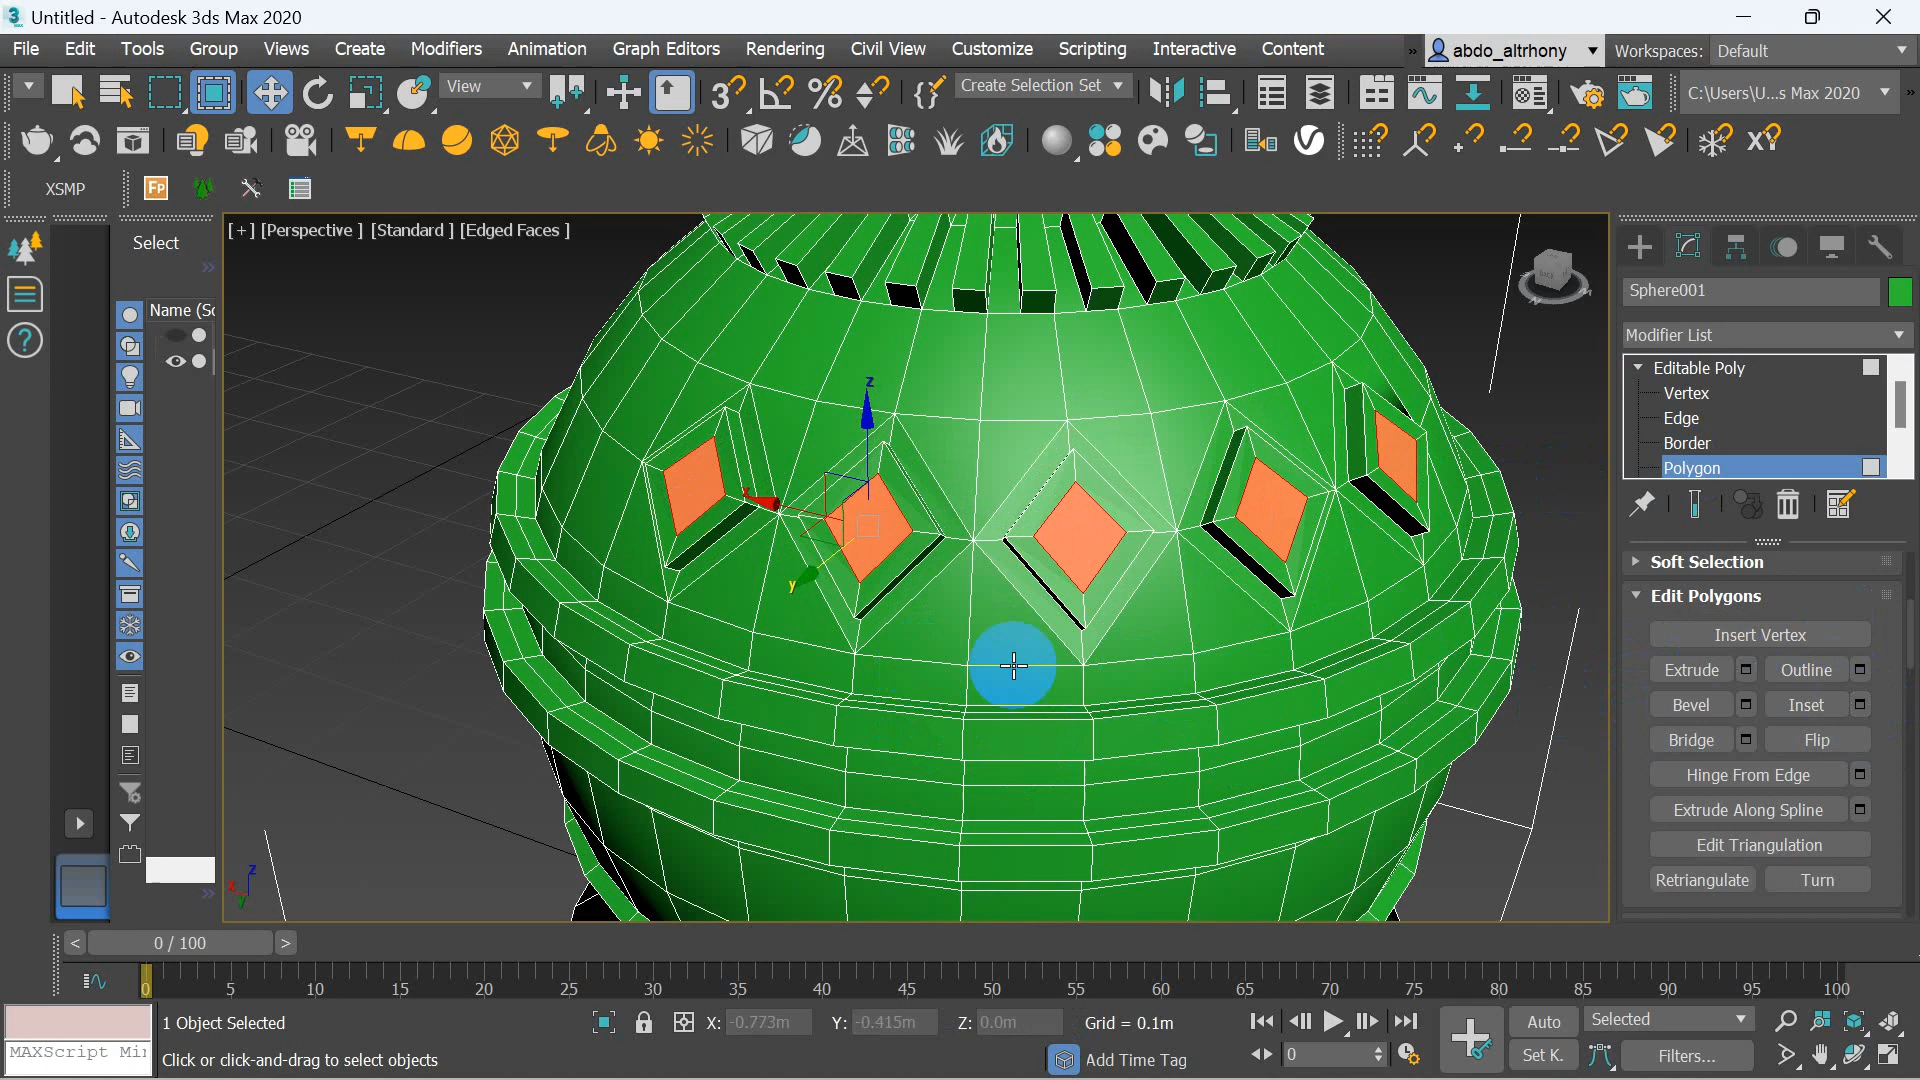 Untitled - Autodesk 3ds Max 2020
File Edit Tools Group Views Create Modifiers Animation Graph Editors Rendering Civil View Customize Scripting Interactive Content
abdo_altrhony Workspaces: Default
View Create Selection Set C:\Users\U...s Max 2020
XSMP
Select
Name (Sc
[+] [Perspective ] [Standard ] [Edged Faces ]
Sphere001
Modifier List
Editable Poly
Vertex
Edge
Border
Polygon
Soft Selection
Edit Polygons
Insert Vertex
Extrude Outline
Bevel Inset
Bridge Flip
Hinge From Edge
Extrude Along Spline
Edit Triangulation
Retriangulate Turn
z
x
y
z
x
y
< 0 / 100 >
0 5 10 15 20 25 30 35 40 45 50 55 60 65 70 75 80 85 90 95 100
1 Object Selected X: -0.773m Y: -0.415m Z: 0.0m Grid = 0.1m Auto Selected
MAXScript Mi Click or click-and-drag to select objects Add Time Tag 0 Set K. Filters...